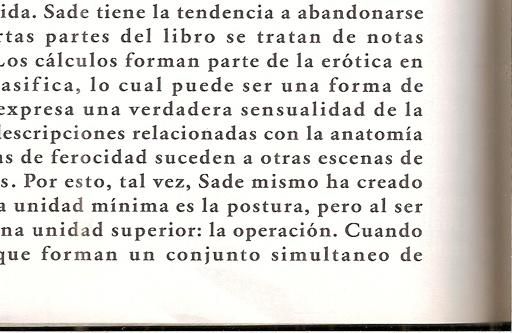 ida. Sade tiene la tendencia a abandonarse
rtas partes del libro se tratan de notas
Los cálculos forman parte de la erótica en
asifica, lo cual puede ser una forma de
expresa una verdadera sensualidad de la
descripciones relacionadas con la anatomía
as de ferocidad suceden a otras escenas de
s. Por esto, tal vez, Sade mismo ha creado
a unidad mínima es la postura, pero al ser
na unidad superior: la operación. Cuando
que forman un conjunto simultaneo de